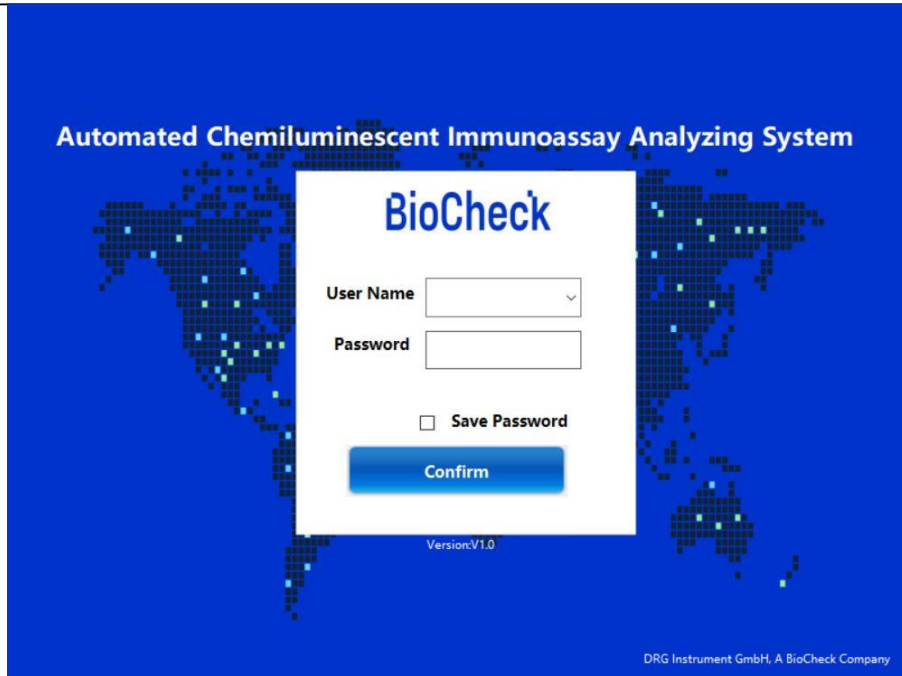 Automated Chemiluminescent Immunoassay Analyzing System
BioCheck
User Name
Password
Save Password
Confirm
Version:V1.0
DRG Instrument GmbH, A BioCheck Company